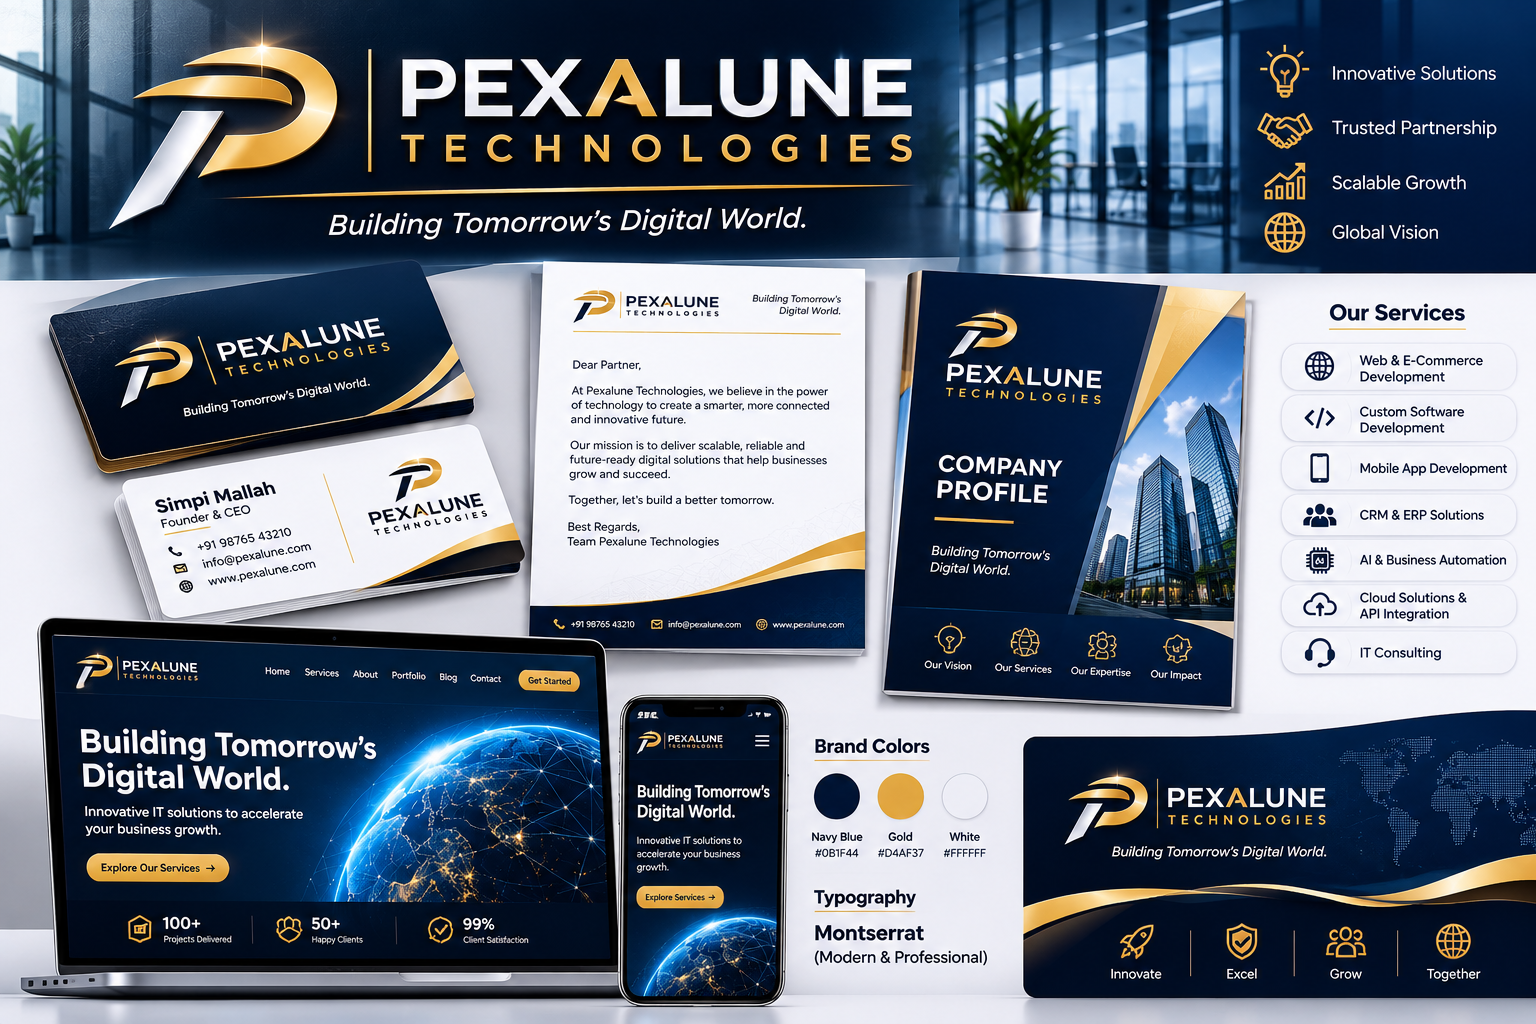 PEXALUNE
TECHNOLOGIES
Building Tomorrow's Digital World.
Innovative Solutions
Trusted Partnership
Scalable Growth
Global Vision
PEXALUNE
TECHNOLOGIES
Building Tomorrow's Digital World.
Simpi Mallah
Founder & CEO
+91 98765 43210
info@pexalune.com
www.pexalune.com
PEXALUNE
TECHNOLOGIES
PEXALUNE
TECHNOLOGIES
Building Tomorrow's
Digital World.
Dear Partner,
At Pexalune Technologies, we believe in the power
of technology to create a smarter, more connected
and innovative future.
Our mission is to deliver scalable, reliable and
future-ready digital solutions that help businesses
grow and succeed.
Together, let's build a better tomorrow.
Best Regards,
Team Pexalune Technologies
+91 98765 43210 info@pexalune.com www.pexalune.com
PEXALUNE
TECHNOLOGIES
COMPANY
PROFILE
Building Tomorrow's
Digital World.
Our Vision Our Services Our Expertise Our Impact
Our Services
Web & E-Commerce
Development
Custom Software
Development
Mobile App Development
CRM & ERP Solutions
AI & Business Automation
Cloud Solutions &
API Integration
IT Consulting
PEXALUNE
TECHNOLOGIES
Home Services About Portfolio Blog Contact Get Started
Building Tomorrow's
Digital World.
Innovative IT solutions to accelerate
your business growth.
Explore Our Services →
100+ 50+ 99%
Projects Delivered Happy Clients Client Satisfaction
PEXALUNE
TECHNOLOGIES
Building Tomorrow's
Digital World.
Innovative IT solutions to
accelerate your business
growth.
Explore Services →
Brand Colors
Navy Blue Gold White
#0B1F44 #D4AF37 #FFFFFF
Typography
Montserrat
(Modern & Professional)
PEXALUNE
TECHNOLOGIES
Building Tomorrow's Digital World.
Innovate Excel Grow Together